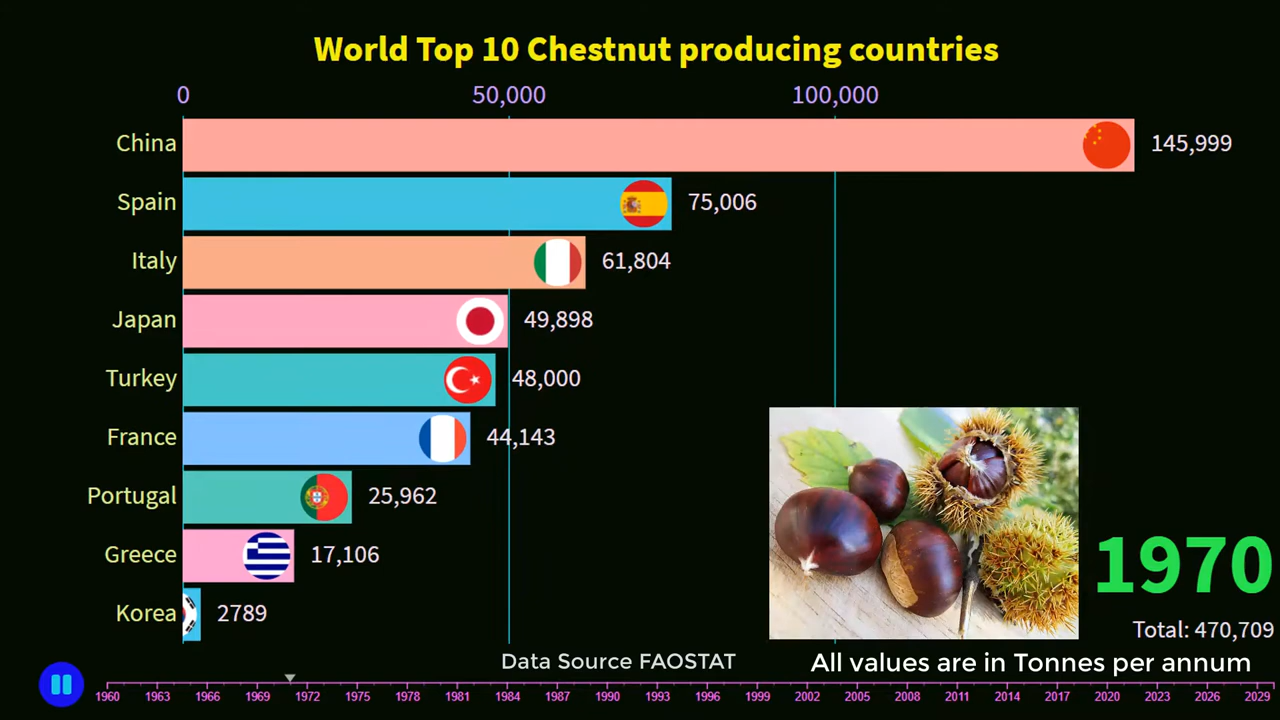 World Top 10 Chestnut producing countries
0 50,000 100,000
China 145,999
Spain 75,006
Italy 61,804
Japan 49,898
Turkey 48,000
France 44,143
Portugal 25,962
Greece 17,106
Korea 2789
1970
Total: 470,709
Data Source FAOSTAT
All values are in Tonnes per annum
1960 1963 1966 1969 1972 1975 1978 1981 1984 1987 1990 1993 1996 1999 2002 2005 2008 2011 2014 2017 2020 2023 2026 2029